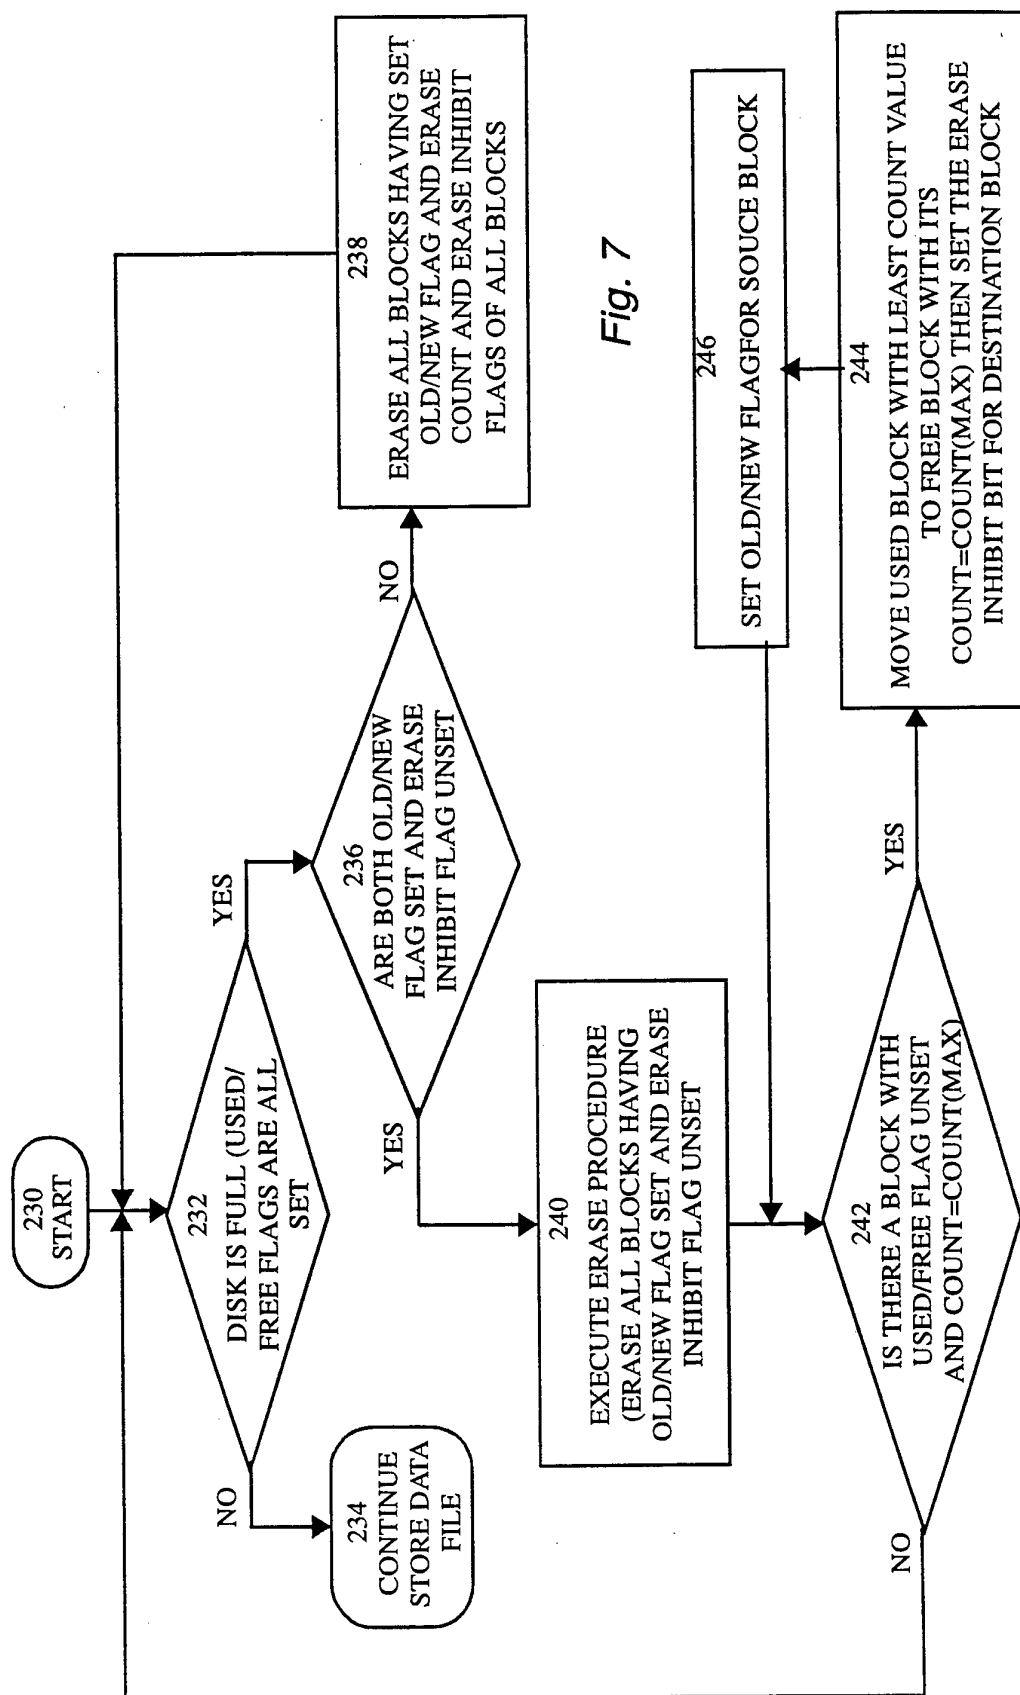 230
START
232
DISK IS FULL (USED/
FREE FLAGS ARE ALL
SET
NO
YES
234
CONTINUE
STORE DATA
FILE
236
ARE BOTH OLD/NEW
FLAG SET AND ERASE
INHIBIT FLAG UNSET
YES
NO
238
ERASE ALL BLOCKS HAVING SET
OLD/NEW FLAG AND ERASE
COUNT AND ERASE INHIBIT
FLAGS OF ALL BLOCKS
240
EXECUTE ERASE PROCEDURE
(ERASE ALL BLOCKS HAVING
OLD/NEW FLAG SET AND ERASE
INHIBIT FLAG UNSET
242
IS THERE A BLOCK WITH
USED/FREE FLAG UNSET
AND COUNT=COUNT(MAX)
NO
YES
244
MOVE USED BLOCK WITH LEAST COUNT VALUE
TO FREE BLOCK WITH ITS
COUNT=COUNT(MAX) THEN SET THE ERASE
INHIBIT BIT FOR DESTINATION BLOCK
246
SET OLD/NEW FLAGFOR SOUCE BLOCK
Fig. 7